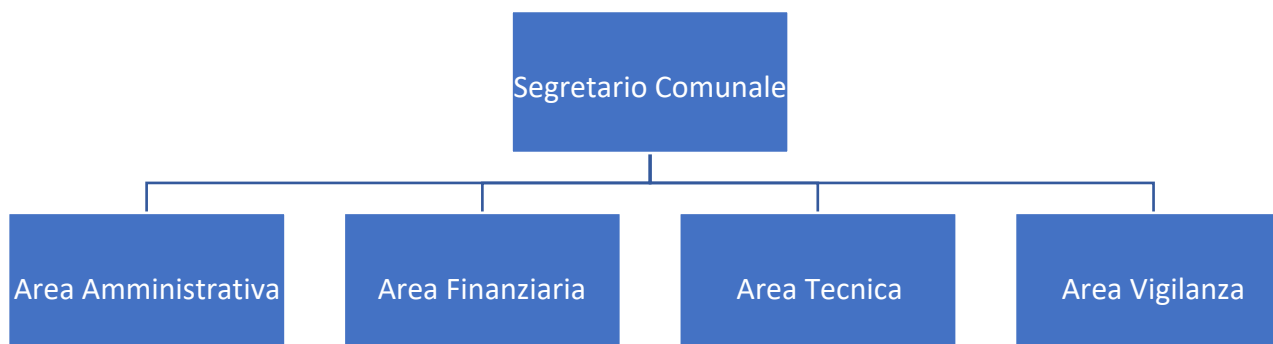 Segretario Comunale
Area Amministrativa
Area Finanziaria
Area Tecnica
Area Vigilanza